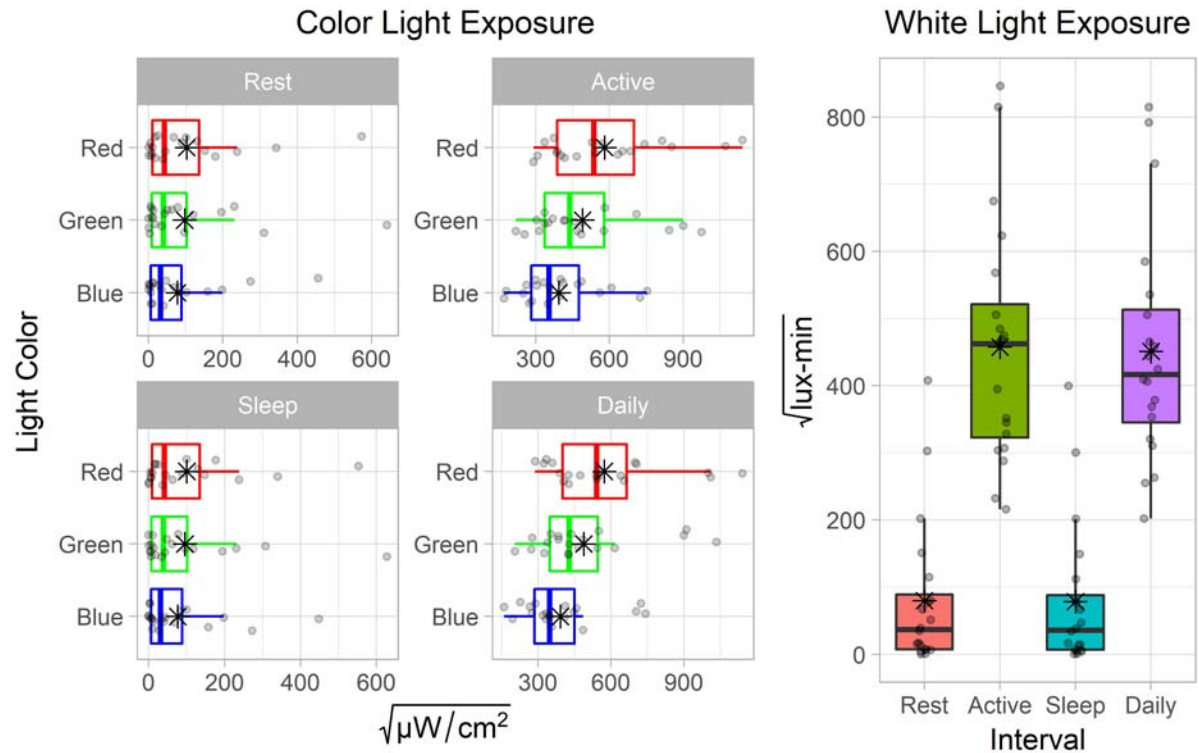 Color Light Exposure
White Light Exposure
Light Color
Rest
Red
Green
Blue
0 200 400 600
Active
Red
Green
Blue
300 600 900
Sleep
Red
Green
Blue
0 200 400 600
Daily
Red
Green
Blue
300 600 900
√μW/cm²
√lux-min
800
600
400
200
0
Rest Active Sleep Daily
Interval